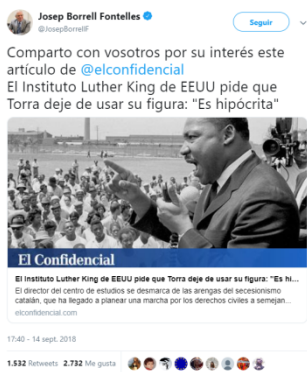 Josep Borrell Fontelles
@JosepBorrellF
Seguir
Comparto con vosotros por su interés este
artículo de @elconfidencial
El Instituto Luther King de EEUU pide que
Torra deje de usar su figura: "Es hipócrita"
El Confidencial
El Instituto Luther King de EEUU pide que Torra deje de usar su figura: "Es hi...
El director del centro de estudios se desmarca de las arengas del secesionismo
catalán, que ha llegado a planear una marcha por los derechos civiles a semejan...
elconfidencial.com
17:40 - 14 sept. 2018
1.532 Retweets 2.732 Me gusta